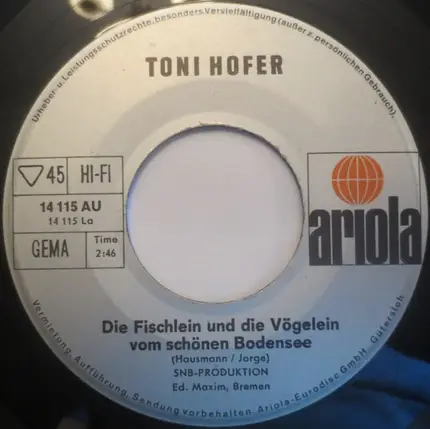 Urheber- u. Leistungsschutzrechte, besonders Vervielfältigung (außer z. persönlichen Gebrauch).
TONI HOFER
▽45 HI-FI
14 115 AU
14 115 La
GEMA
Time
2:46
ariola
Die Fischlein und die Vögelein
vom schönen Bodensee
(Hausmann / Jorge)
SNB-PRODUKTION
Ed. Maxim, Bremen
Vermietung, Aufführung, Sendung vorbehalten. Ariola-Eurodisc GmbH. Gütersloh